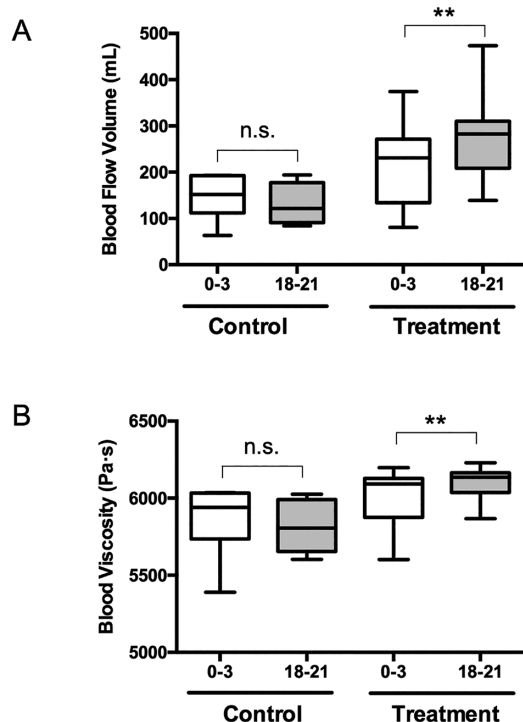 A
Blood Flow Volume (mL)
500
400
300
200
100
0
n.s.
**
0-3
18-21
0-3
18-21
Control
Treatment
B
Blood Viscosity (Pa·s)
6500
6000
5500
5000
n.s.
**
0-3
18-21
0-3
18-21
Control
Treatment